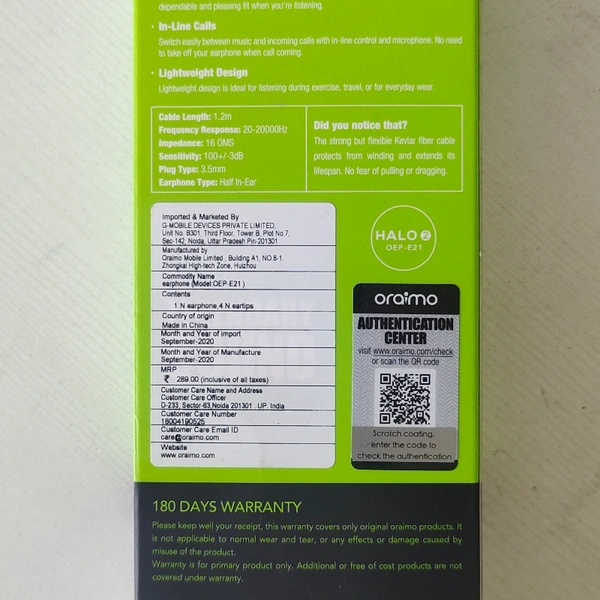 dependable and pleasing fit when you're listening.
· In-Line Calls
Switch easily between music and incoming calls with in-line control and microphone. No need
to take off your earphone when call coming.
· Lightweight Design
Lightweight design is ideal for listening during exercise, travel, or for everyday wear.
Cable Length: 1.2m
Frequency Response: 20-20000Hz
Impedance: 16 OMS
Sensitivity: 100+/-3dB
Plug Type: 3.5mm
Earphone Type: Half In-Ear
Did you notice that?
The strong but flexible Kevlar fiber cable
protects from winding and extends its
lifespan. No fear of pulling or dragging.
Imported & Marketed By
G-MOBILE DEVICES PRIVATE LIMITED,
Unit No. B301, Third Floor, Tower B, Plot No.7,
Sec-142, Noida, Uttar Pradesh Pin-201301
Manufactured by
Oraimo Mobile Limited, Building A1, NO.6-1
Zhongkai High-tech Zone, Huizhou
Commodity Name
earphone (Model:OEP-E21 )
Contents
1 N earphone,4 N eartips
Country of origin
Made in China
Month and Year of import
September-2020
Month and Year of Manufacture
September-2020
MRP
₹ 289.00 (inclusive of all taxes)
Customer Care Name and Address
Customer Care Officer
D-233, Sector-63,Noida 201301 UP. India
Customer Care Number
18004190525
Customer Care Email ID
care@oraimo.com
Website
www.oraimo.com
HALO 2
OEP-E21
oraimo
AUTHENTICATION
CENTER
visit www.oraimo.com/check
or scan the QR code
Scratch coating,
enter the code to
check the authentication
180 DAYS WARRANTY
Please keep well your receipt, this warranty covers only original oraimo products. It
is not applicable to normal wear and tear, or any effects or damage caused by
misuse of the product.
Warranty is for primary product only. Additional or free of cost products are not
covered under warranty.